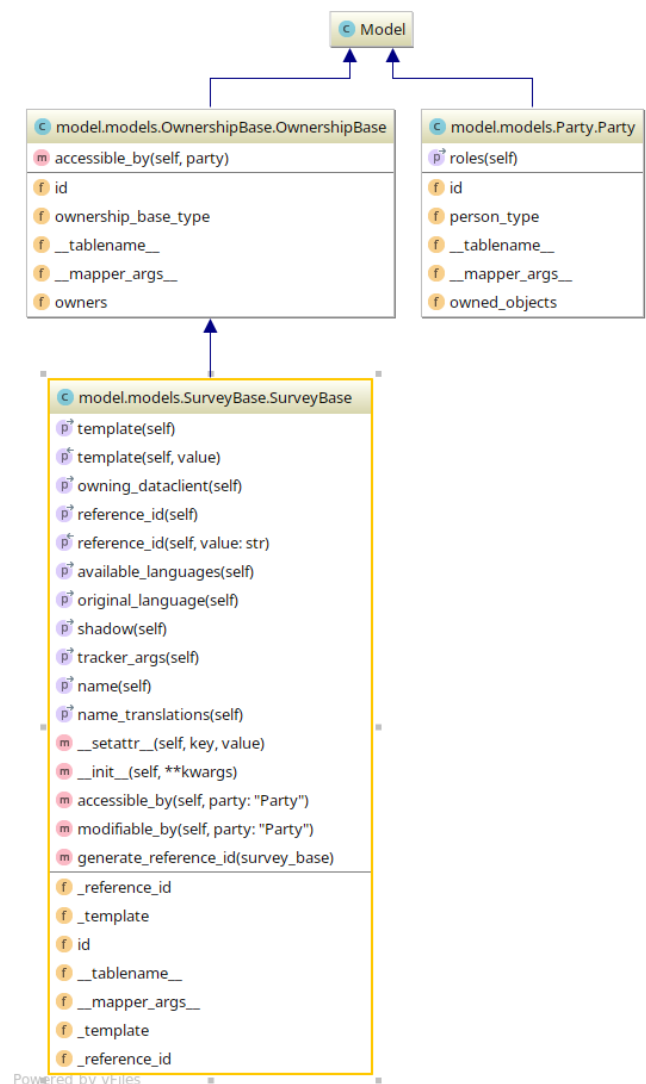 C Model
C model.models.OwnershipBase.OwnershipBase
m accessible_by(self, party)
f id
f ownership_base_type
f __tablename__
f __mapper_args__
f owners
C model.models.Party.Party
p roles(self)
f id
f person_type
f __tablename__
f __mapper_args__
f owned_objects
C model.models.SurveyBase.SurveyBase
p template(self)
p template(self, value)
p owning_dataclient(self)
p reference_id(self)
p reference_id(self, value: str)
p available_languages(self)
p original_language(self)
p shadow(self)
p tracker_args(self)
p name(self)
p name_translations(self)
m __setattr__(self, key, value)
m __init__(self, **kwargs)
m accessible_by(self, party: "Party")
m modifiable_by(self, party: "Party")
m generate_reference_id(survey_base)
f _reference_id
f _template
f id
f __tablename__
f __mapper_args__
f _template
f _reference_id
Powered by yFiles